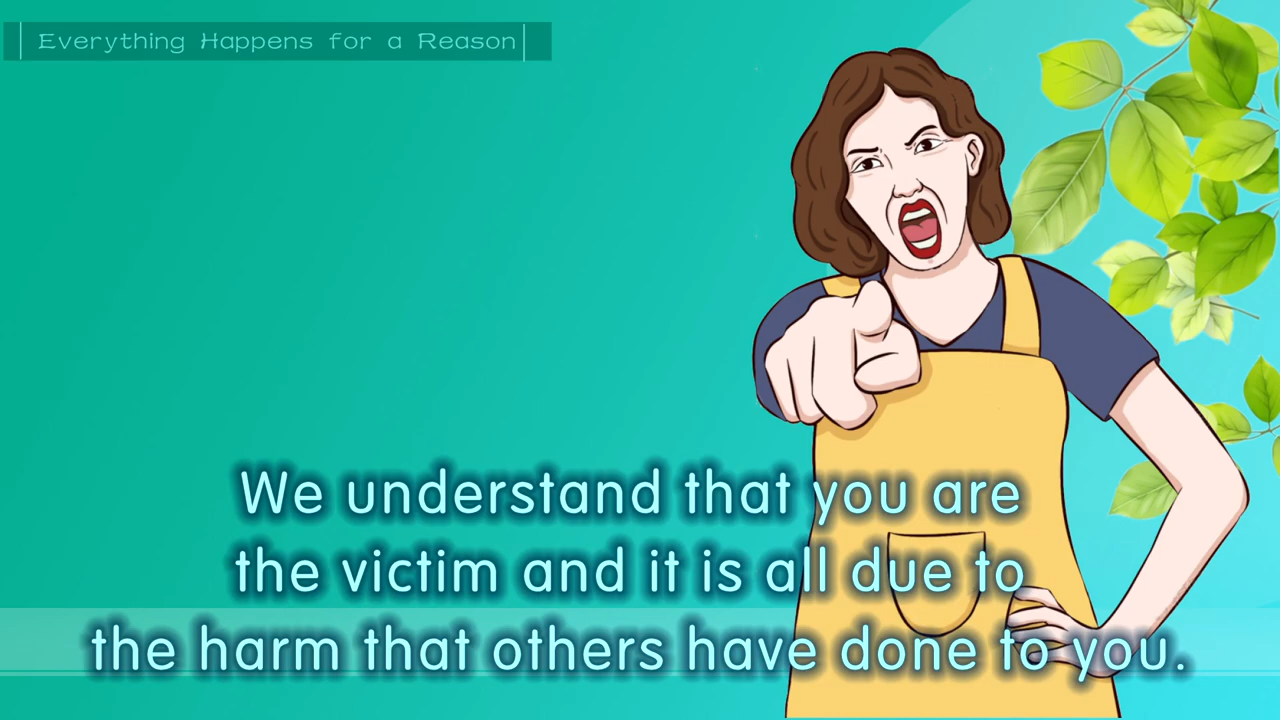 Everything Happens for a Reason
We understand that you are
the victim and it is all due to
the harm that others have done to you.